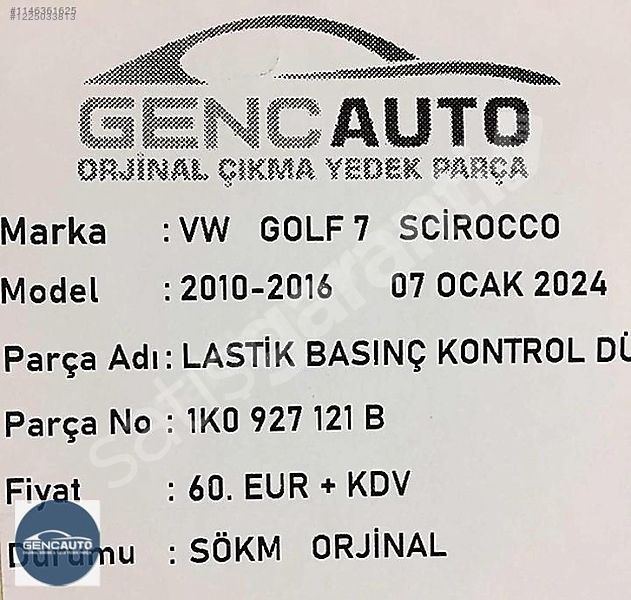 #1146361625
#1225033813
GENCAUTO
ORJİNAL ÇIKMA YEDEK PARÇA
Marka : VW GOLF 7 SCİROCCO
Model : 2010-2016 07 OCAK 2024
Parça Adı : LASTİK BASINÇ KONTROL DÜ
Parça No : 1K0 927 121 B
Fiyat : 60. EUR + KDV
Durumu : SÖKM ORJİNAL
GENCAUTO